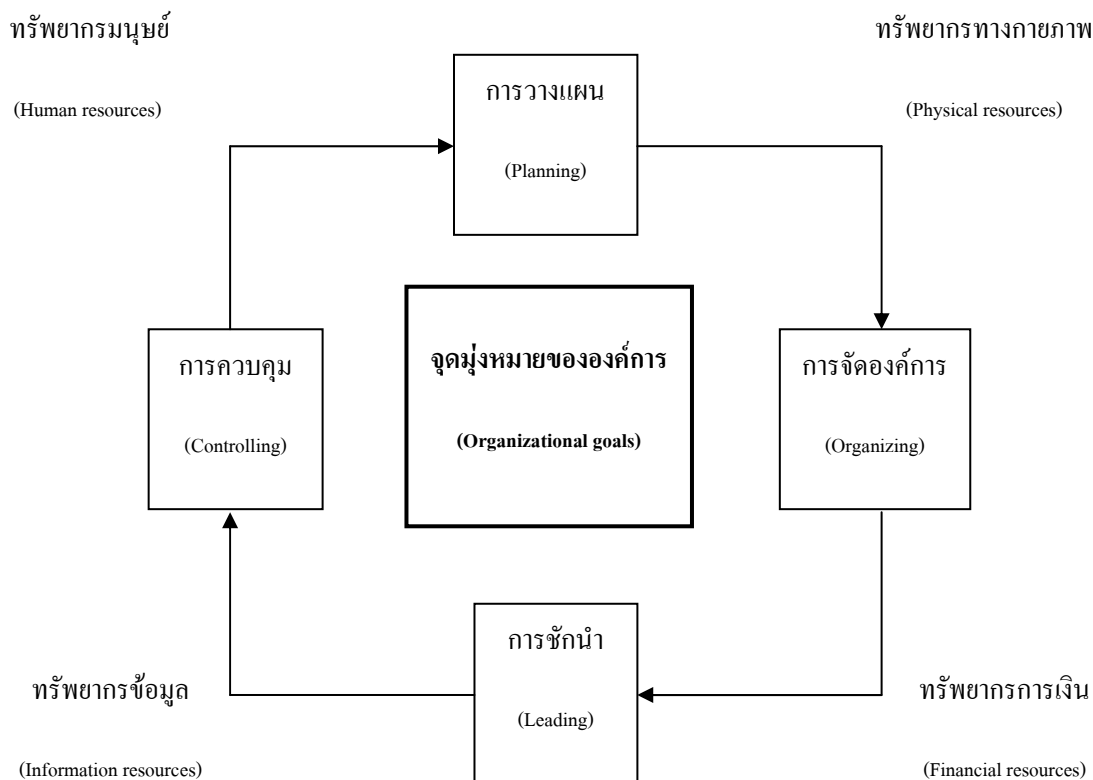 ทรัพยากรมนุษย์
(Human resources)
ทรัพยากรทางกายภาพ
(Physical resources)
การวางแผน
(Planning)
การควบคุม
(Controlling)
จุดมุ่งหมายขององค์การ
(Organizational goals)
การจัดองค์การ
(Organizing)
การชักนำ
(Leading)
ทรัพยากรข้อมูล
(Information resources)
ทรัพยากรการเงิน
(Financial resources)